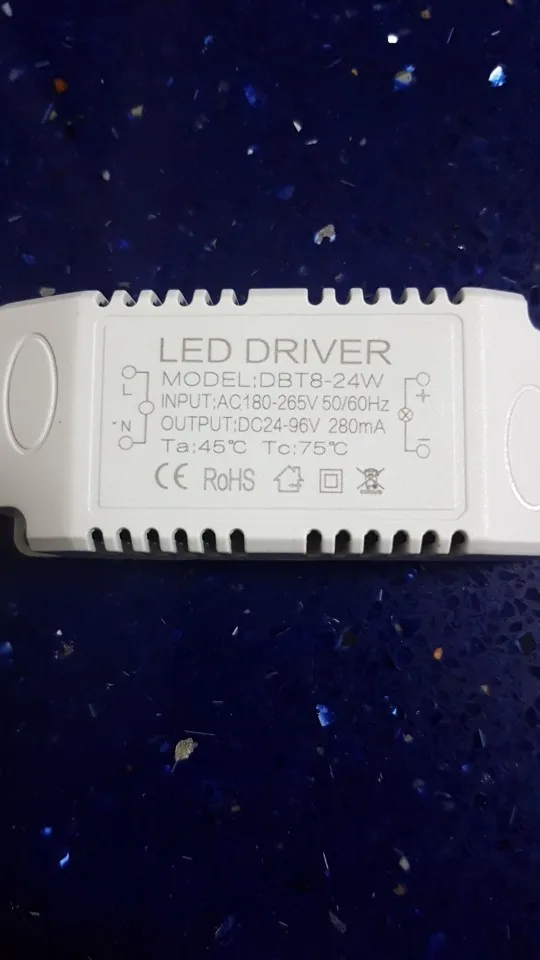 LED DRIVER
MODEL:DBT8-24W
INPUT:AC180-265V 50/60Hz
OUTPUT:DC24-96V 280mA
Ta:45℃ Tc:75℃
CE RoHS
L
N
+
−